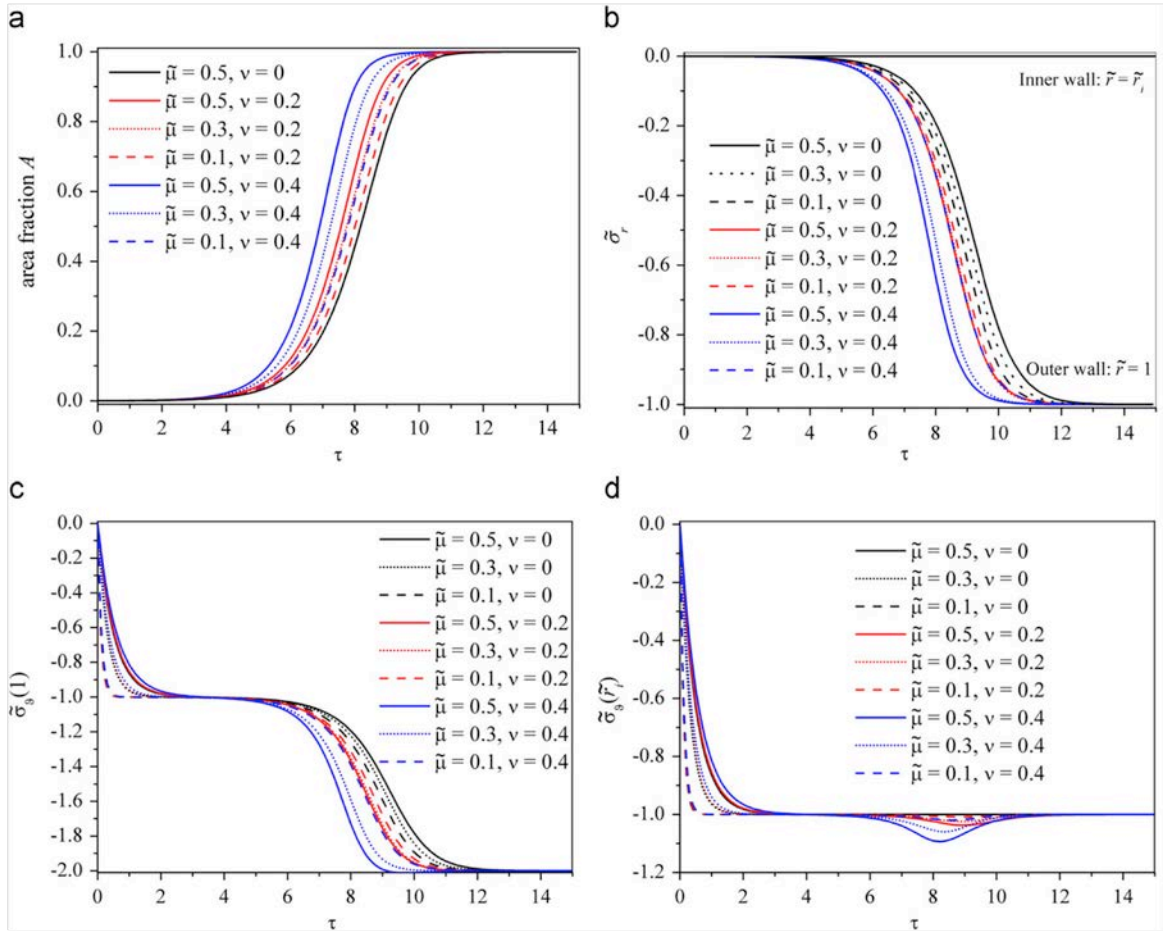 a
1.0
0.8
0.6
0.4
0.2
0.0
area fraction A
μ̃ = 0.5, ν = 0
μ̃ = 0.5, ν = 0.2
μ̃ = 0.3, ν = 0.2
μ̃ = 0.1, ν = 0.2
μ̃ = 0.5, ν = 0.4
μ̃ = 0.3, ν = 0.4
μ̃ = 0.1, ν = 0.4
0 2 4 6 8 10 12 14
τ
b
0.0
-0.2
-0.4
-0.6
-0.8
-1.0
σ̃r
Inner wall: r̃ = r̃i
μ̃ = 0.5, ν = 0
μ̃ = 0.3, ν = 0
μ̃ = 0.1, ν = 0
μ̃ = 0.5, ν = 0.2
μ̃ = 0.3, ν = 0.2
μ̃ = 0.1, ν = 0.2
μ̃ = 0.5, ν = 0.4
μ̃ = 0.3, ν = 0.4
μ̃ = 0.1, ν = 0.4
Outer wall: r̃ = 1
0 2 4 6 8 10 12 14
τ
c
0.0
-0.2
-0.4
-0.6
-0.8
-1.0
-1.2
-1.4
-1.6
-1.8
-2.0
σ̃ϑ(1)
μ̃ = 0.5, ν = 0
μ̃ = 0.3, ν = 0
μ̃ = 0.1, ν = 0
μ̃ = 0.5, ν = 0.2
μ̃ = 0.3, ν = 0.2
μ̃ = 0.1, ν = 0.2
μ̃ = 0.5, ν = 0.4
μ̃ = 0.3, ν = 0.4
μ̃ = 0.1, ν = 0.4
0 2 4 6 8 10 12 14
τ
d
0.0
-0.2
-0.4
-0.6
-0.8
-1.0
-1.2
σ̃ϑ(r̃i)
μ̃ = 0.5, ν = 0
μ̃ = 0.3, ν = 0
μ̃ = 0.1, ν = 0
μ̃ = 0.5, ν = 0.2
μ̃ = 0.3, ν = 0.2
μ̃ = 0.1, ν = 0.2
μ̃ = 0.5, ν = 0.4
μ̃ = 0.3, ν = 0.4
μ̃ = 0.1, ν = 0.4
0 2 4 6 8 10 12 14
τ